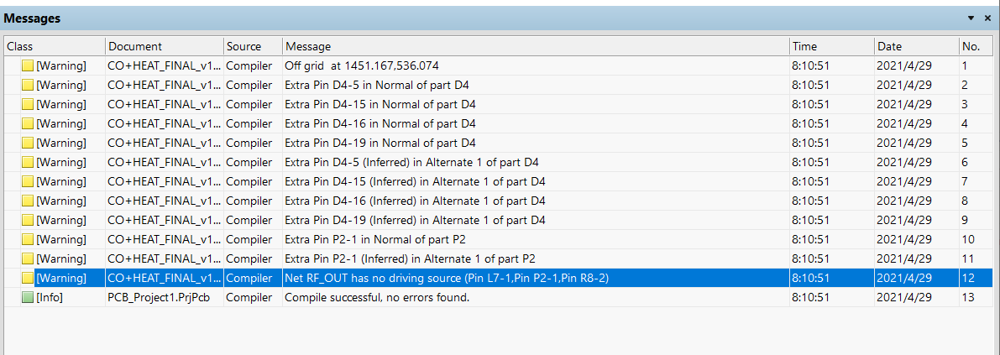 Messages
Class Document Source Message Time Date No.
[Warning] CO+HEAT_FINAL_v1... Compiler Off grid  at 1451.167,536.074 8:10:51 2021/4/29 1
[Warning] CO+HEAT_FINAL_v1... Compiler Extra Pin D4-5 in Normal of part D4 8:10:51 2021/4/29 2
[Warning] CO+HEAT_FINAL_v1... Compiler Extra Pin D4-15 in Normal of part D4 8:10:51 2021/4/29 3
[Warning] CO+HEAT_FINAL_v1... Compiler Extra Pin D4-16 in Normal of part D4 8:10:51 2021/4/29 4
[Warning] CO+HEAT_FINAL_v1... Compiler Extra Pin D4-19 in Normal of part D4 8:10:51 2021/4/29 5
[Warning] CO+HEAT_FINAL_v1... Compiler Extra Pin D4-5 (Inferred) in Alternate 1 of part D4 8:10:51 2021/4/29 6
[Warning] CO+HEAT_FINAL_v1... Compiler Extra Pin D4-15 (Inferred) in Alternate 1 of part D4 8:10:51 2021/4/29 7
[Warning] CO+HEAT_FINAL_v1... Compiler Extra Pin D4-16 (Inferred) in Alternate 1 of part D4 8:10:51 2021/4/29 8
[Warning] CO+HEAT_FINAL_v1... Compiler Extra Pin D4-19 (Inferred) in Alternate 1 of part D4 8:10:51 2021/4/29 9
[Warning] CO+HEAT_FINAL_v1... Compiler Extra Pin P2-1 in Normal of part P2 8:10:51 2021/4/29 10
[Warning] CO+HEAT_FINAL_v1... Compiler Extra Pin P2-1 (Inferred) in Alternate 1 of part P2 8:10:51 2021/4/29 11
[Warning] CO+HEAT_FINAL_v1... Compiler Net RF_OUT has no driving source (Pin L7-1,Pin P2-1,Pin R8-2) 8:10:51 2021/4/29 12
[Info] PCB_Project1.PrjPcb Compiler Compile successful, no errors found. 8:10:51 2021/4/29 13